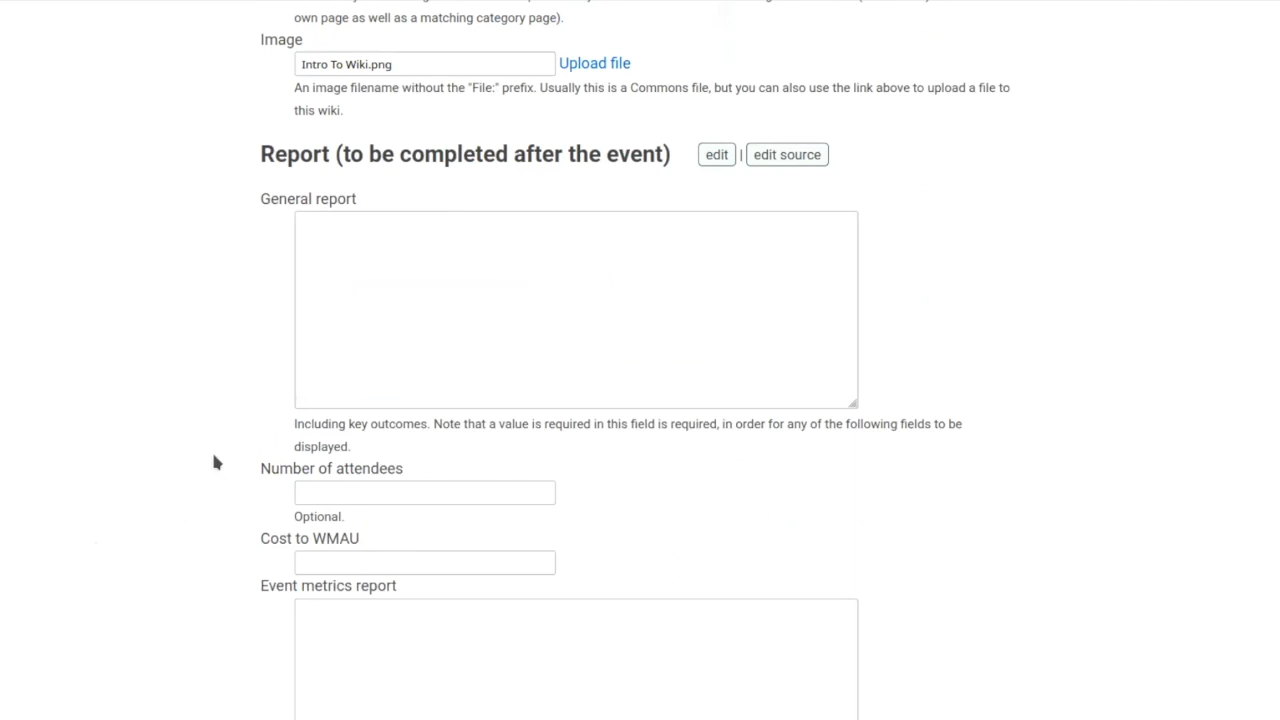 own page as well as a matching category page).
Image
Intro To Wiki.png Upload file
An image filename without the "File:" prefix. Usually this is a Commons file, but you can also use the link above to upload a file to
this wiki.
Report (to be completed after the event) edit | edit source
General report
Including key outcomes. Note that a value is required in this field is required, in order for any of the following fields to be
displayed.
Number of attendees
Optional.
Cost to WMAU
Event metrics report